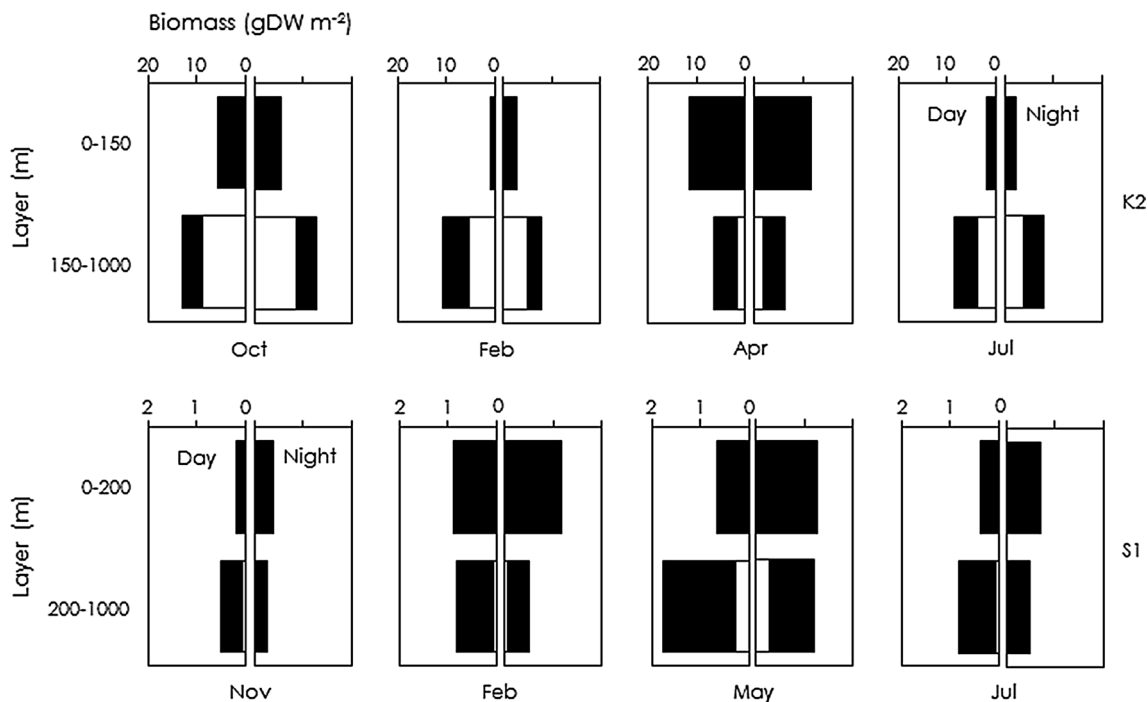 Biomass (gDW m⁻²)
20 10 0
20 10 0
20 10 0
20 10 0
Layer (m)
0-150
150-1000
Day Night
K2
Oct Feb Apr Jul
2 1 0
2 1 0
2 1 0
2 1 0
Layer (m)
0-200
200-1000
Day Night
S1
Nov Feb May Jul